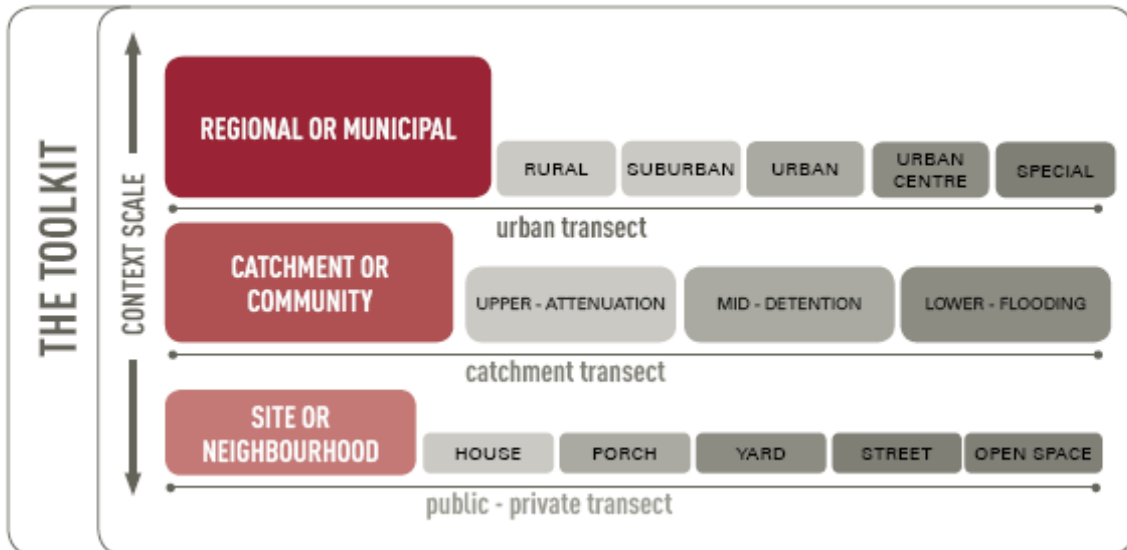 THE TOOLKIT
CONTEXT SCALE
REGIONAL OR MUNICIPAL
RURAL
SUBURBAN
URBAN
URBAN
CENTRE
SPECIAL
urban transect
CATCHMENT OR
COMMUNITY
UPPER - ATTENUATION
MID - DETENTION
LOWER - FLOODING
catchment transect
SITE OR
NEIGHBOURHOOD
HOUSE
PORCH
YARD
STREET
OPEN SPACE
public - private transect